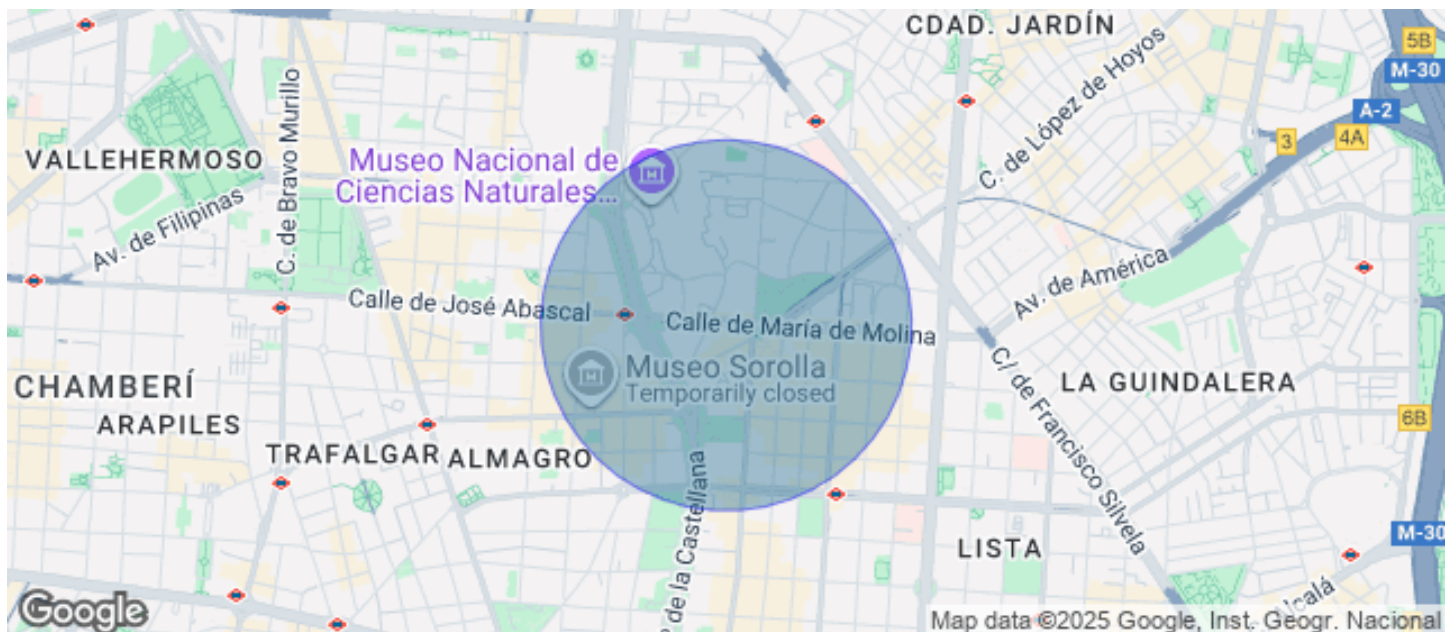 CDAD. JARDÍN
5B
M-30
A-2
3
4A
C. de López de Hoyos
VALLEHERMOSO
C. de Bravo Murillo
Museo Nacional de
Ciencias Naturales...
Av. de Filipinas
Av. de América
Calle de José Abascal
Calle de María de Molina
Museo Sorolla
Temporarily closed
CHAMBERÍ
ARAPILES
C/ de Francisco Silvela
LA GUINDALERA
6B
TRAFALGAR
ALMAGRO
de la Castellana
LISTA
M-30
Google
Map data ©2025 Google, Inst. Geogr. Nacional